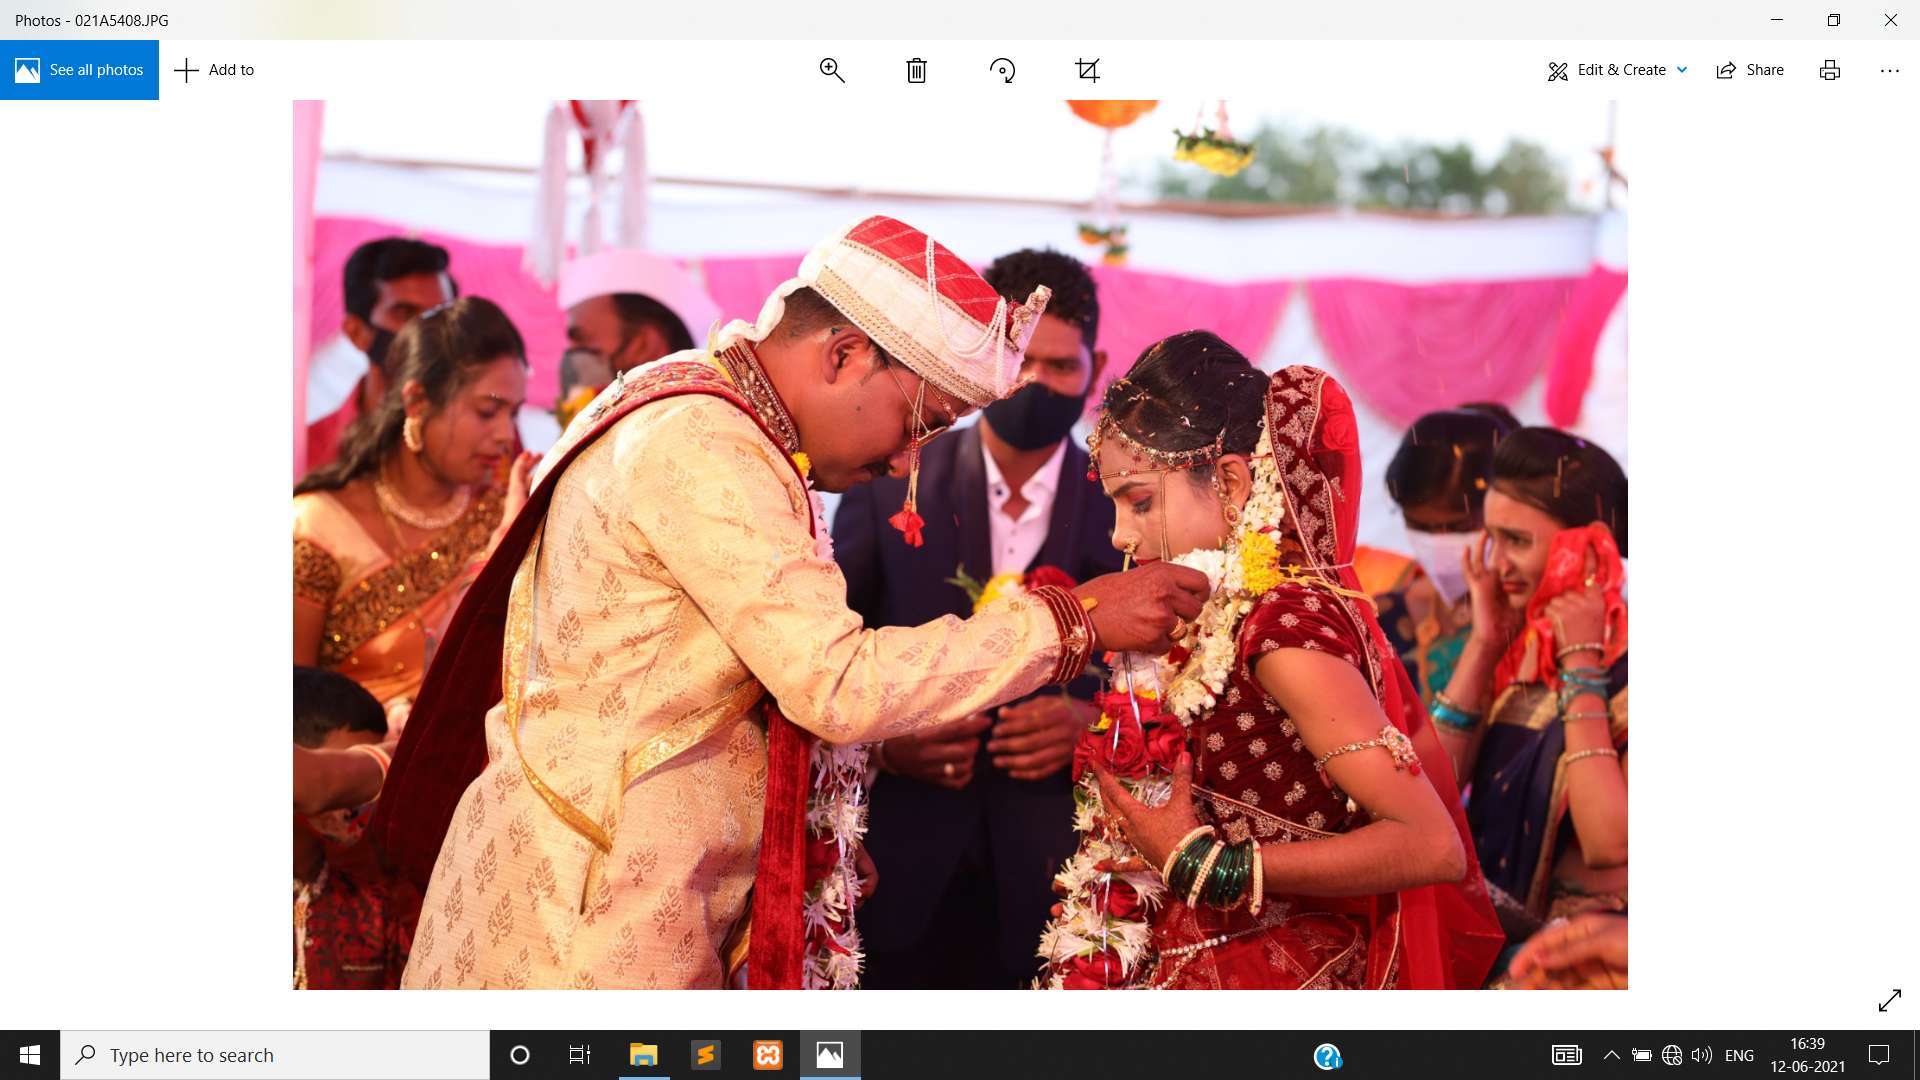 Photos - 021A5408.JPG
See all photos
Add to
Edit & Create
Share
Type here to search
ENG
16:39
12-06-2021